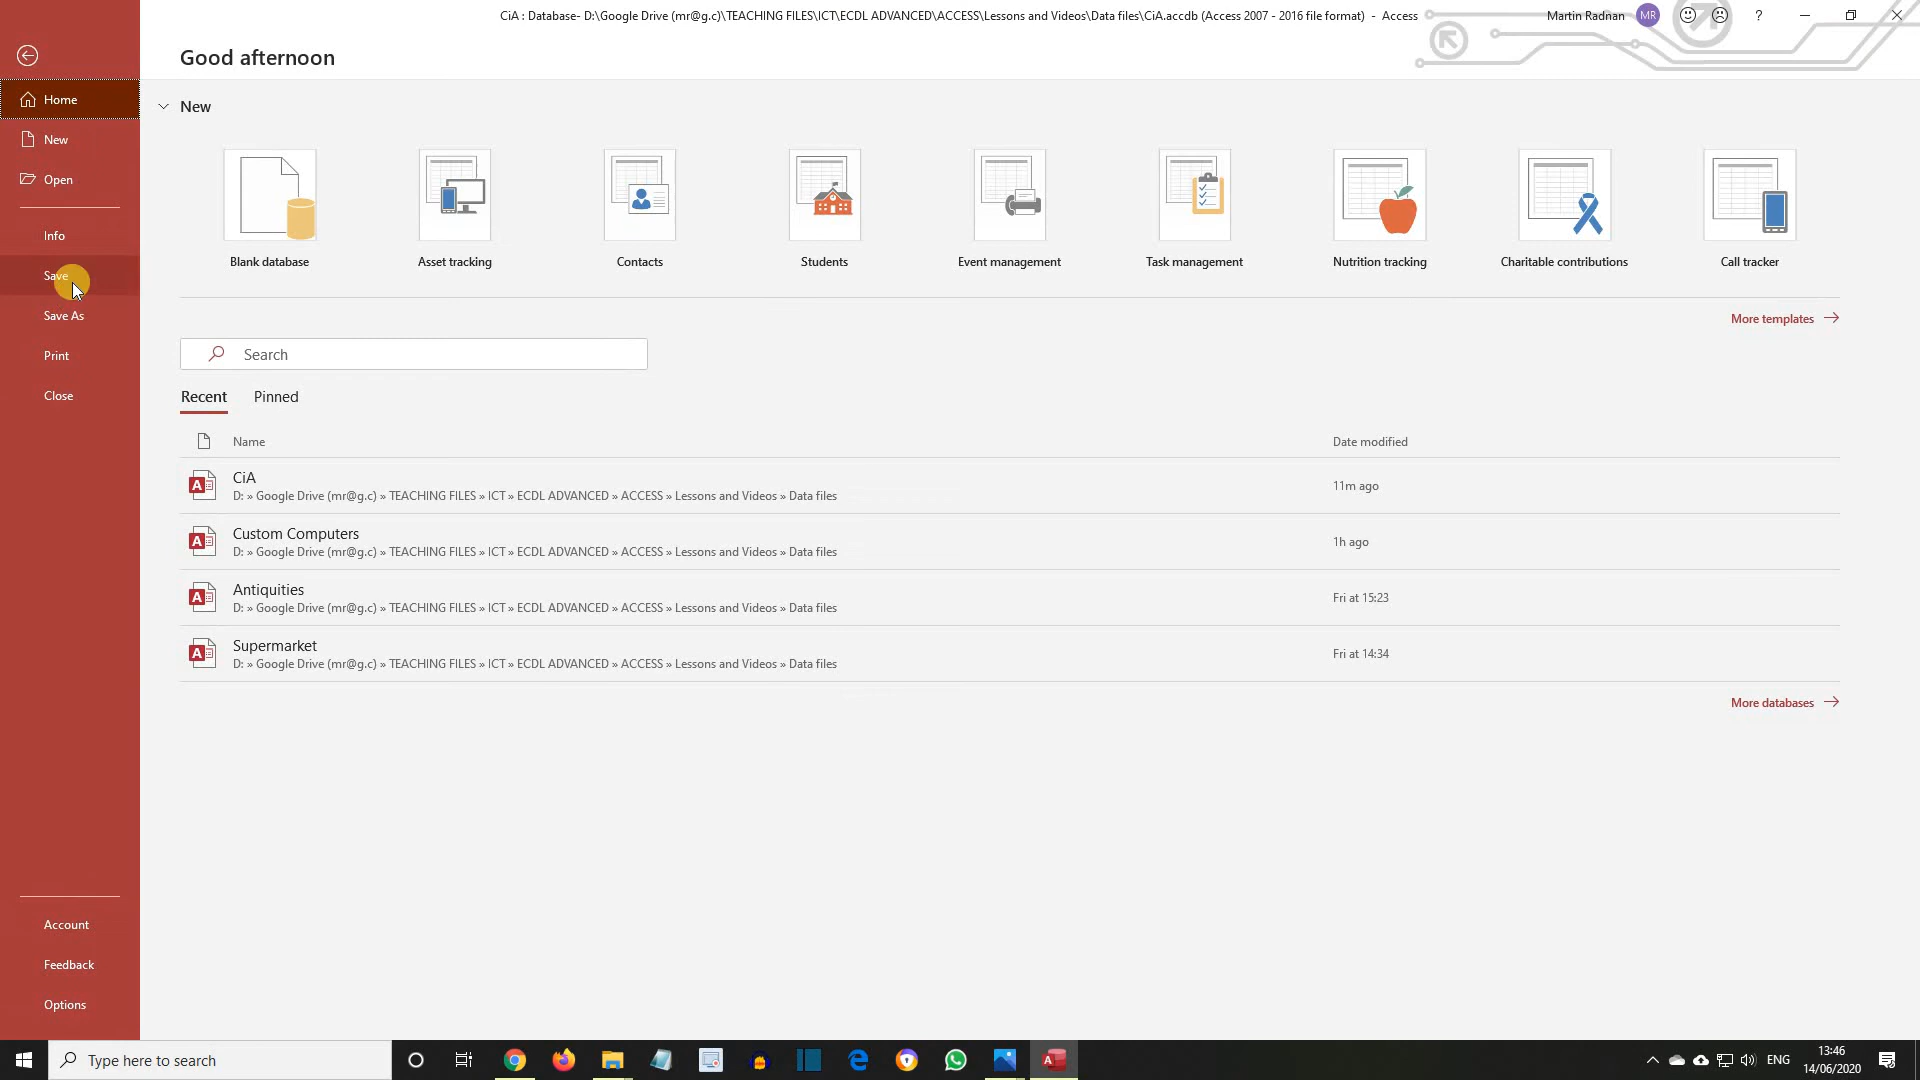 CiA : Database- D:\Google Drive (mr@g.c)\TEACHING FILES\ICT\ECDL ADVANCED\ACCESS\Lessons and Videos\Data files\CiA.accdb (Access 2007 - 2016 file format) - Access
Martin Radnan
MR
?
Good afternoon
Home
New
Open
Info
Save
Save As
Print
Close
Account
Feedback
Options
New
Blank database
Asset tracking
Contacts
Students
Event management
Task management
Nutrition tracking
Charitable contributions
Call tracker
More templates
Search
Recent Pinned
Name Date modified
CiA
D: » Google Drive (mr@g.c) » TEACHING FILES » ICT » ECDL ADVANCED » ACCESS » Lessons and Videos » Data files
11m ago
Custom Computers
D: » Google Drive (mr@g.c) » TEACHING FILES » ICT » ECDL ADVANCED » ACCESS » Lessons and Videos » Data files
1h ago
Antiquities
D: » Google Drive (mr@g.c) » TEACHING FILES » ICT » ECDL ADVANCED » ACCESS » Lessons and Videos » Data files
Fri at 15:23
Supermarket
D: » Google Drive (mr@g.c) » TEACHING FILES » ICT » ECDL ADVANCED » ACCESS » Lessons and Videos » Data files
Fri at 14:34
More databases
Type here to search
ENG
13:46
14/06/2020